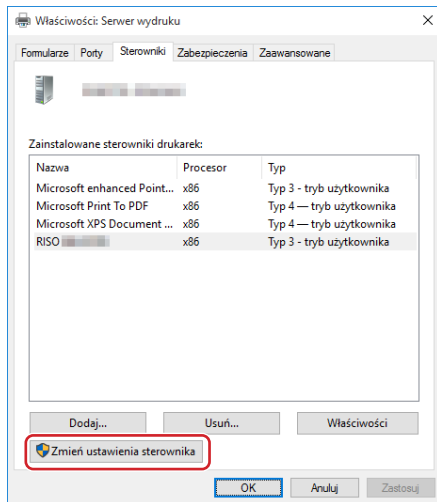 Właściwości: Serwer wydruku
Formularze Porty Sterowniki Zabezpieczenia Zaawansowane
Zainstalowane sterowniki drukarek:
Nazwa Procesor Typ
Microsoft enhanced Point... x86 Typ 3 - tryb użytkownika
Microsoft Print To PDF x86 Typ 4 — tryb użytkownika
Microsoft XPS Document ... x86 Typ 4 — tryb użytkownika
RISO x86 Typ 3 - tryb użytkownika
Dodaj... Usuń... Właściwości
Zmień ustawienia sterownika
OK Anuluj Zastosuj